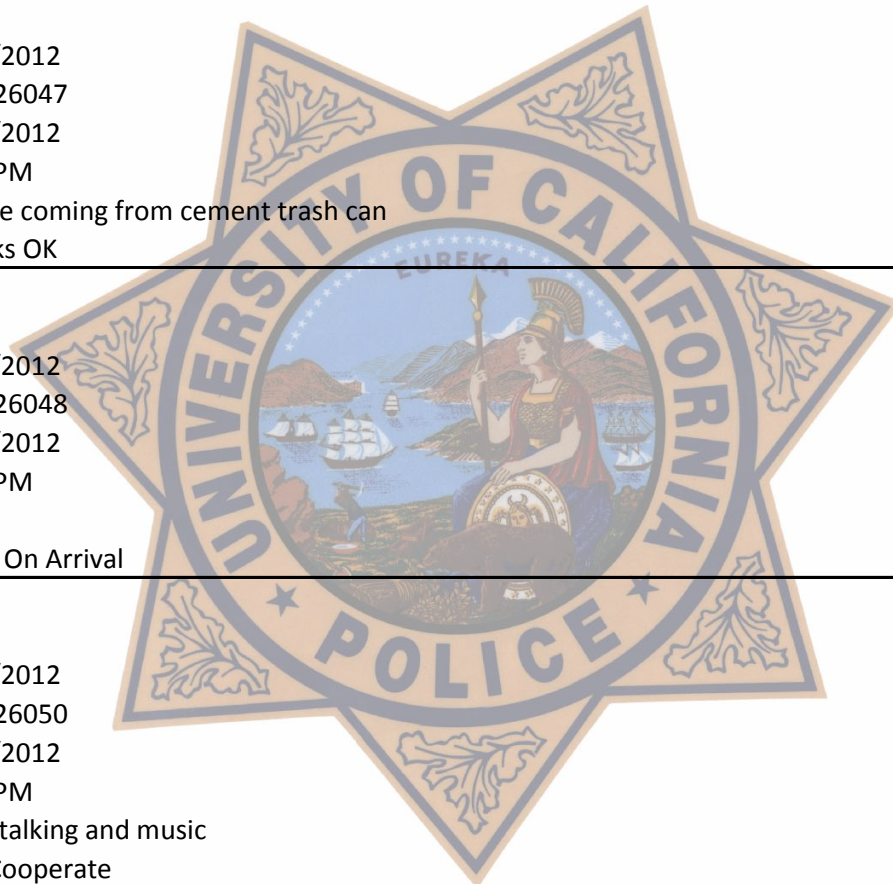 /2012
26047
/2012
PM
e coming from cement trash can
ks OK
/2012
26048
/2012
PM
On Arrival
/2012
26050
/2012
PM
talking and music
Cooperate
UNIVERSITY OF CALIFORNIA
EUREKA
POLICE